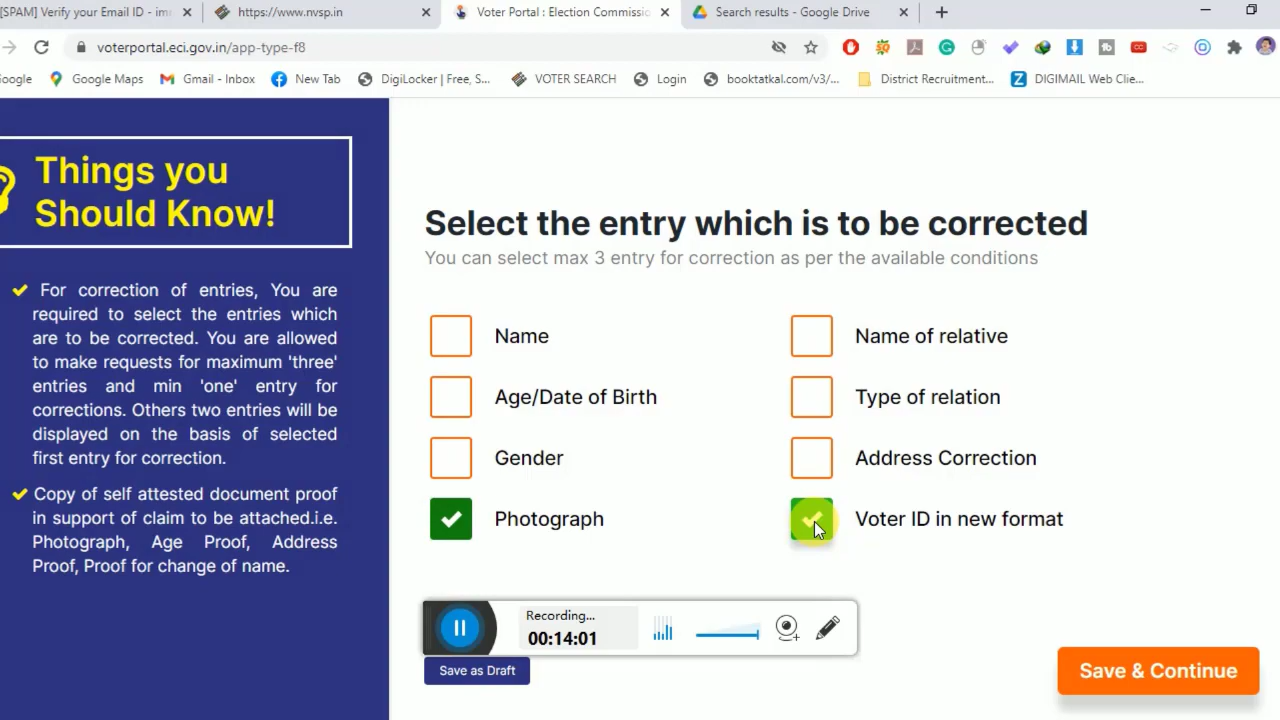 [SPAM] Verify your Email ID - im
https://www.nvsp.in
Voter Portal : Election Commissio
Search results - Google Drive
voterportal.eci.gov.in/app-type-f8
oogle
Google Maps
Gmail - Inbox
New Tab
DigiLocker | Free, S...
VOTER SEARCH
Login
booktatkal.com/v3/...
District Recruitment...
DIGIMAIL Web Clie...
Things you
Should Know!
For correction of entries, You are
required to select the entries which
are to be corrected. You are allowed
to make requests for maximum 'three'
entries and min 'one' entry for
corrections. Others two entries will be
displayed on the basis of selected
first entry for correction.
Copy of self attested document proof
in support of claim to be attached.i.e.
Photograph, Age Proof, Address
Proof, Proof for change of name.
Select the entry which is to be corrected
You can select max 3 entry for correction as per the available conditions
Name
Name of relative
Age/Date of Birth
Type of relation
Gender
Address Correction
Photograph
Voter ID in new format
Recording...
00:14:01
Save as Draft
Save & Continue